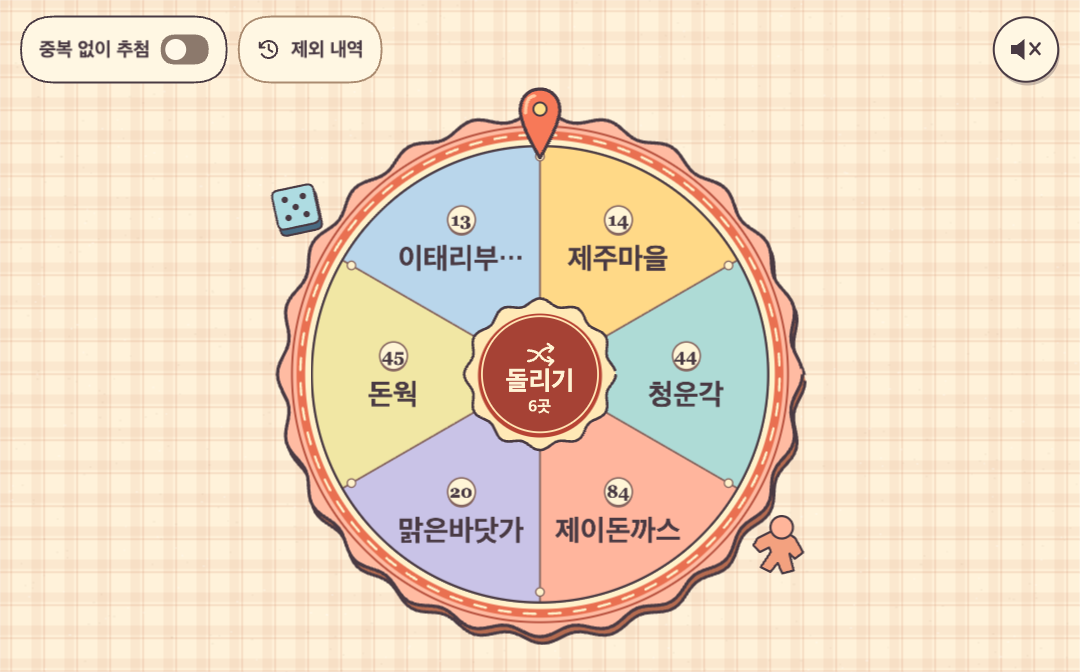 중복 없이 추첨
제외 내역
13
이태리부…
14
제주마을
45
돈웍
44
청운각
돌리기
6곳
20
맑은바닷가
84
제이돈까스